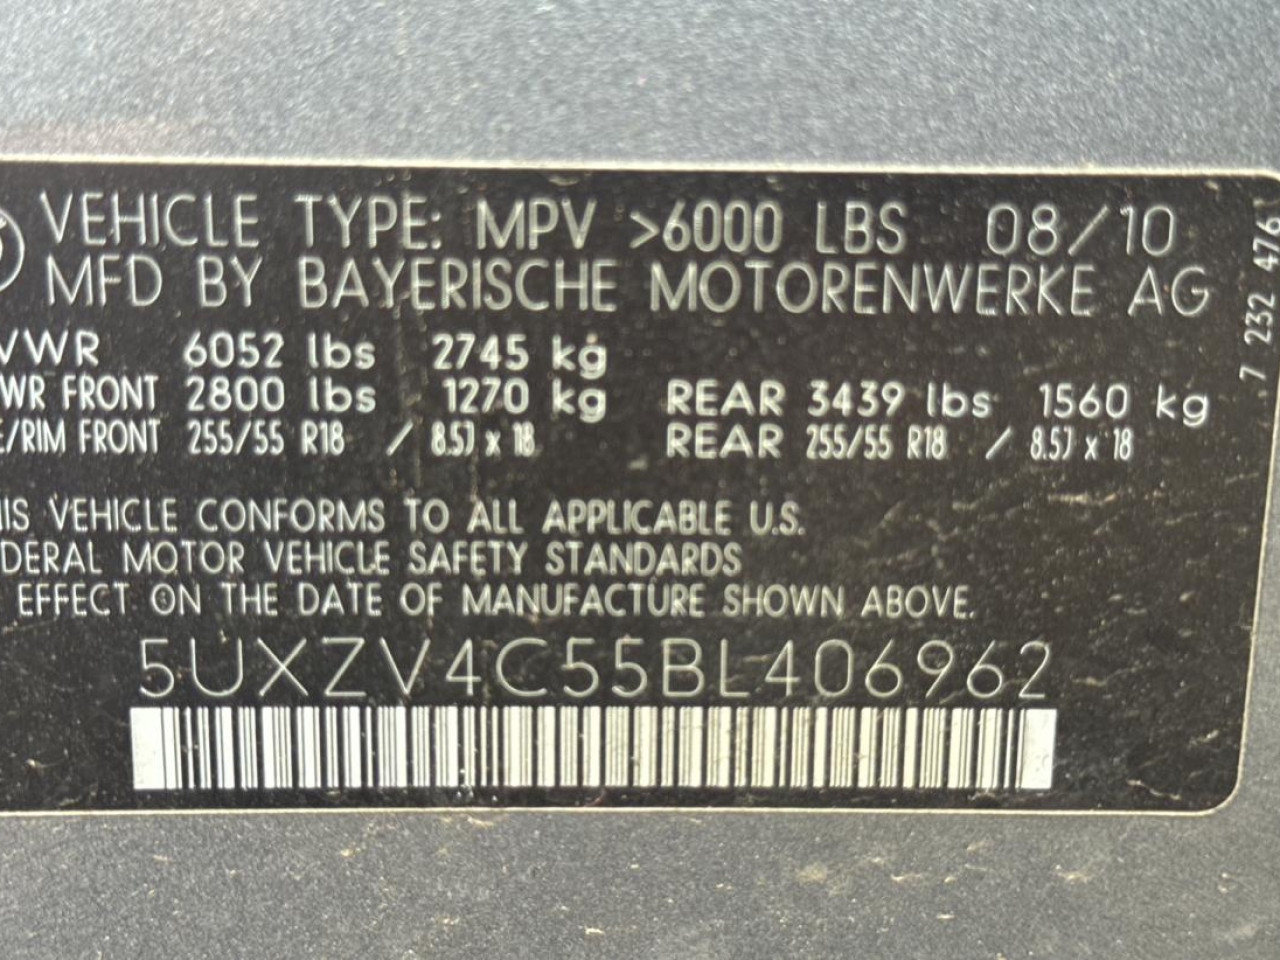 VEHICLE TYPE: MPV >6000 LBS 08/10
MFD BY BAYERISCHE MOTORENWERKE AG
VWR 6052 lbs 2745 kg
WR FRONT 2800 lbs 1270 kg REAR 3439 lbs 1560 kg
E/RIM FRONT 255/55 R18 / 8.5J x 18 REAR 255/55 R18 / 8.5J x 18
IS VEHICLE CONFORMS TO ALL APPLICABLE U.S.
DERAL MOTOR VEHICLE SAFETY STANDARDS
EFFECT ON THE DATE OF MANUFACTURE SHOWN ABOVE.
5UXZV4C55BL406962
7 232 476